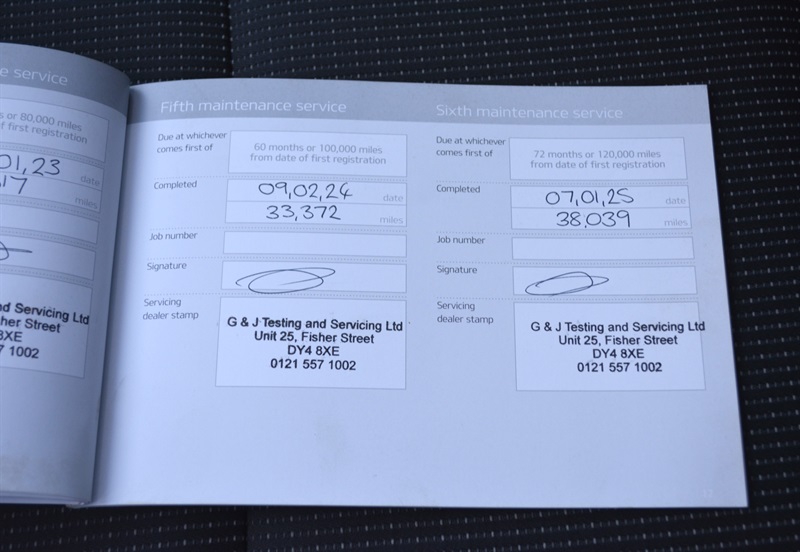 e service
s or 80,000 miles
f first registration
01,23 date
17 miles
nd Servicing Ltd
her Street
8XE
7 1002
Fifth maintenance service
Due at whichever
comes first of
60 months or 100,000 miles
from date of first registration
Completed
09,02,24 date
33,372 miles
Job number
Signature
Servicing
dealer stamp
G & J Testing and Servicing Ltd
Unit 25, Fisher Street
DY4 8XE
0121 557 1002
Sixth maintenance service
Due at whichever
comes first of
72 months or 120,000 miles
from date of first registration
Completed
07,01,25 date
38,039 miles
Job number
Signature
Servicing
dealer stamp
G & J Testing and Servicing Ltd
Unit 25, Fisher Street
DY4 8XE
0121 557 1002